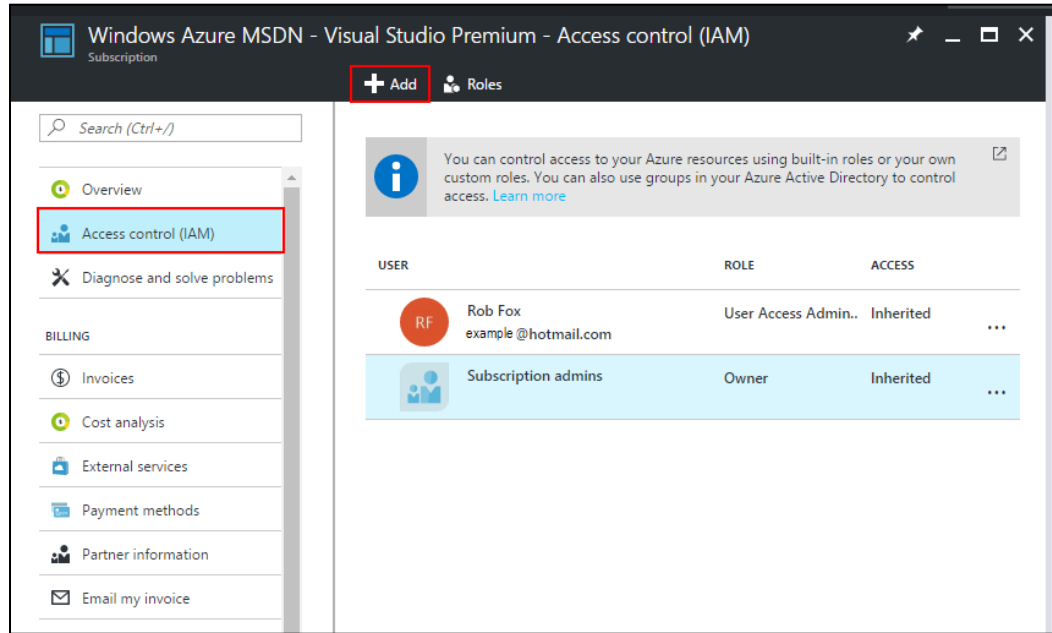 Windows Azure MSDN - Visual Studio Premium - Access control (IAM)
Subscription
Add
Roles
Search (Ctrl+/)
Overview
Access control (IAM)
Diagnose and solve problems
BILLING
Invoices
Cost analysis
External services
Payment methods
Partner information
Email my invoice
You can control access to your Azure resources using built-in roles or your own
custom roles. You can also use groups in your Azure Active Directory to control
access. Learn more
USER ROLE ACCESS
RF Rob Fox User Access Admin.. Inherited
example @hotmail.com
Subscription admins Owner Inherited